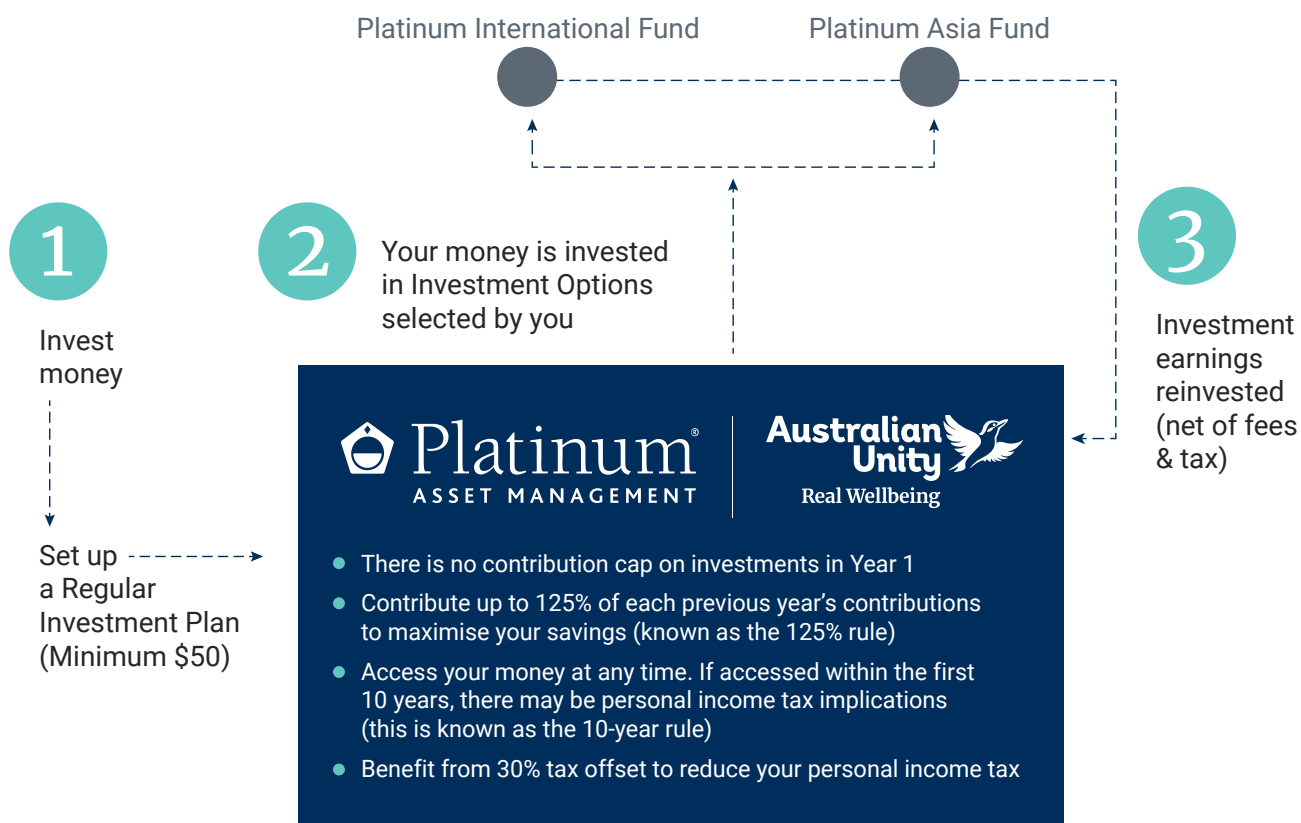 Platinum International Fund
Platinum Asia Fund
1
Invest
money
Set up
a Regular
Investment Plan
(Minimum $50)
2
Your money is invested
in Investment Options
selected by you
3
Investment
earnings
reinvested
(net of fees
& tax)
Platinum®
ASSET MANAGEMENT
Australian
Unity
Real Wellbeing
• There is no contribution cap on investments in Year 1
• Contribute up to 125% of each previous year’s contributions
to maximise your savings (known as the 125% rule)
• Access your money at any time. If accessed within the first
10 years, there may be personal income tax implications
(this is known as the 10-year rule)
• Benefit from 30% tax offset to reduce your personal income tax